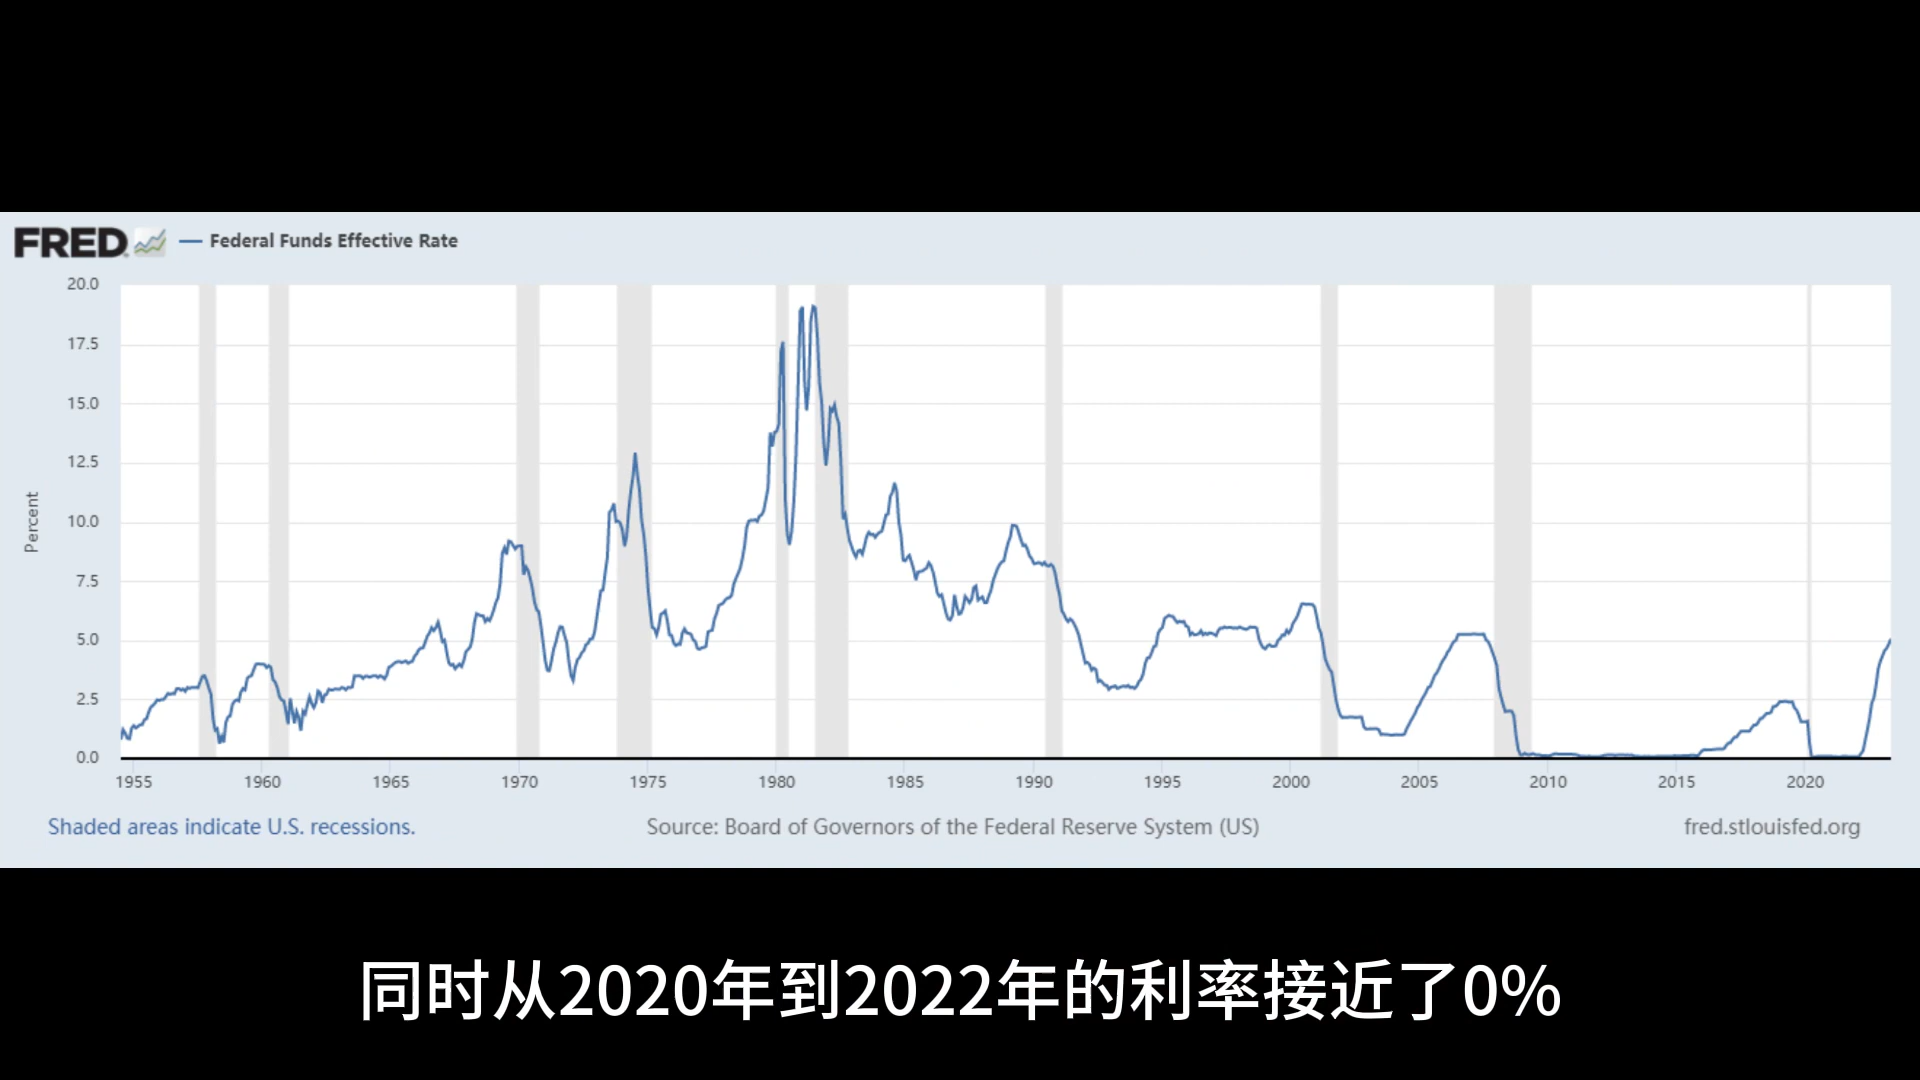 FRED
Federal Funds Effective Rate
20.0
17.5
15.0
12.5
10.0
7.5
5.0
2.5
0.0
Percent
1955 1960 1965 1970 1975 1980 1985 1990 1995 2000 2005 2010 2015 2020
Shaded areas indicate U.S. recessions. Source: Board of Governors of the Federal Reserve System (US) fred.stlouisfed.org
同时从2020年到2022年的利率接近了0%